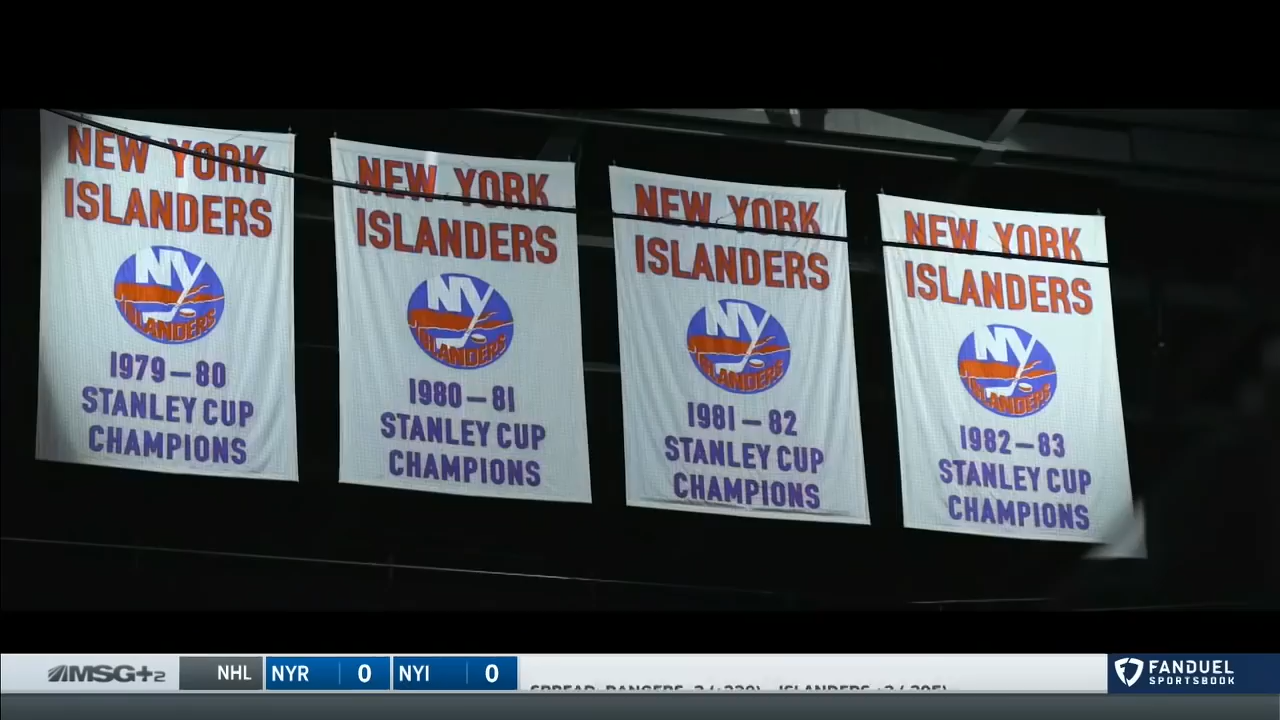 NEW YORK
ISLANDERS
NY
ISLANDERS
1979–80
STANLEY CUP
CHAMPIONS
NEW YORK
ISLANDERS
NY
ISLANDERS
1980–81
STANLEY CUP
CHAMPIONS
NEW YORK
ISLANDERS
NY
ISLANDERS
1981–82
STANLEY CUP
CHAMPIONS
NEW YORK
ISLANDERS
NY
ISLANDERS
1982–83
STANLEY CUP
CHAMPIONS
MSG+2 NHL NYR 0 NYI 0
FANDUEL
SPORTSBOOK